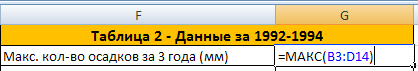 F G
Таблица 2 - Данные за 1992-1994
Макс. кол-во осадков за 3 года (мм) =МАКС(B3:D14)